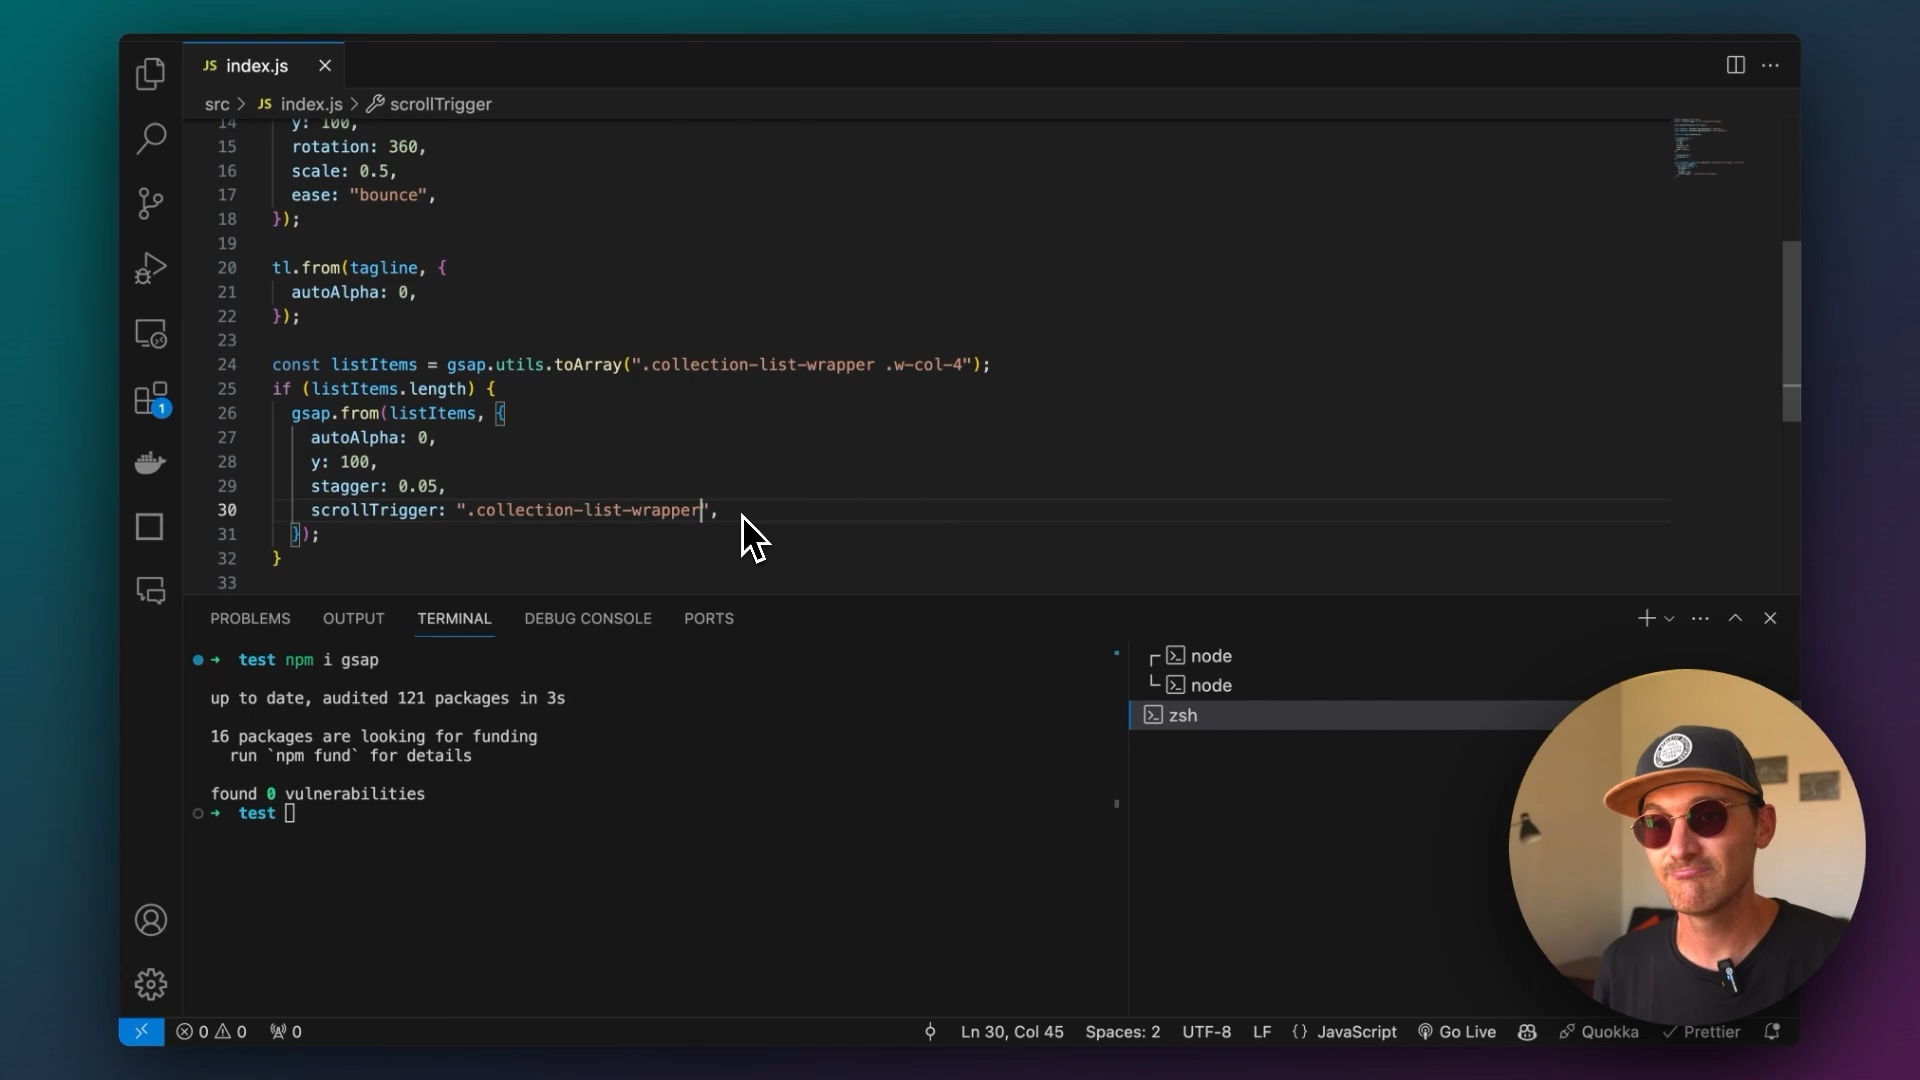 JS index.js
src > JS index.js > scrollTrigger
14 y: 100,
15 rotation: 360,
16 scale: 0.5,
17 ease: "bounce",
18 });
19
20 tl.from(tagline, {
21 autoAlpha: 0,
22 });
23
24 const listItems = gsap.utils.toArray(".collection-list-wrapper .w-col-4");
25 if (listItems.length) {
26 gsap.from(listItems, {
27 autoAlpha: 0,
28 y: 100,
29 stagger: 0.05,
30 scrollTrigger: ".collection-list-wrapper",
31 });
32 }
33
1
PROBLEMS OUTPUT TERMINAL DEBUG CONSOLE PORTS
➜ test npm i gsap
up to date, audited 121 packages in 3s
16 packages are looking for funding
run `npm fund` for details
found 0 vulnerabilities
➜ test
node
node
zsh
0 0 0 Ln 30, Col 45 Spaces: 2 UTF-8 LF {} JavaScript Go Live Quokka Prettier